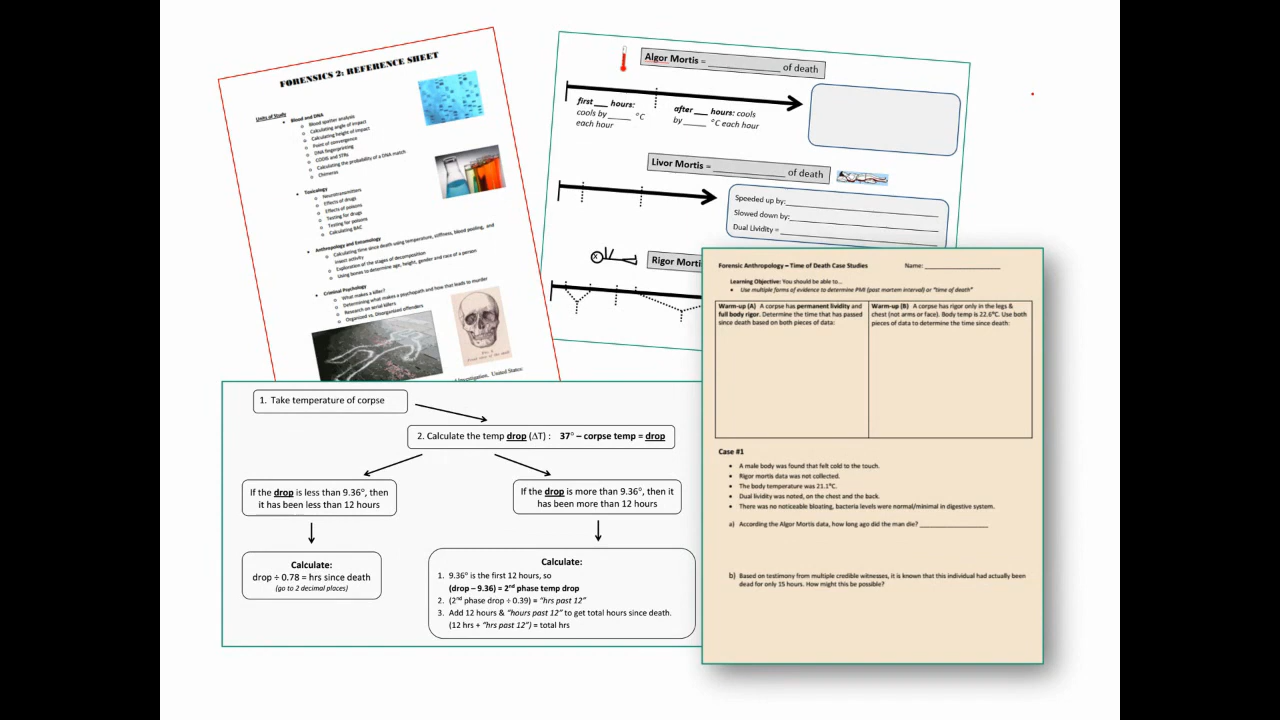 FORENSICS 2: REFERENCE SHEET
Units of Study
Blood and DNA
Blood spatter analysis
Calculating angle of impact
Calculating height of impact
Point of convergence
DNA fingerprinting
CODIS and STRs
Calculating the probability of a DNA match
Chimeras
Toxicology
Neurotransmitters
Effects of drugs
Effects of poisons
Testing for drugs
Testing for poisons
Calculating BAC
Anthropology and Entomology
Calculating time since death using temperature, stiffness, blood pooling, and
insect activity
Exploration of the stages of decomposition
Using bones to determine age, height, gender and race of a person
Criminal Psychology
What makes a killer?
Determining what makes a psychopath and how that leads to murder
Research on serial killers
Organized vs. Disorganized offenders
Investigation. United States:
Algor Mortis = ______________ of death
first ___ hours:
cools by _____ °C
each hour
after ____ hours: cools
by _____ °C each hour
Livor Mortis = ______________ of death
Speeded up by:
Slowed down by:
Dual Lividity =
Rigor Mortis
1. Take temperature of corpse
2. Calculate the temp drop (ΔT) : 37° – corpse temp = drop
If the drop is less than 9.36°, then
it has been less than 12 hours
If the drop is more than 9.36°, then it
has been more than 12 hours
Calculate:
drop ÷ 0.78 = hrs since death
(go to 2 decimal places)
Calculate:
1. 9.36° is the first 12 hours, so
(drop – 9.36) = 2nd phase temp drop
2. (2nd phase drop ÷ 0.39) = "hrs past 12"
3. Add 12 hours & "hours past 12" to get total hours since death.
(12 hrs + "hrs past 12") = total hrs
Forensic Anthropology – Time of Death Case Studies Name: ____________________
Learning Objective: You should be able to...
Use multiple forms of evidence to determine PMI (post mortem interval) or "time of death"
Warm-up (A) A corpse has permanent lividity and
full body rigor. Determine the time that has passed
since death based on both pieces of data:
Warm-up (B) A corpse has rigor only in the legs &
chest (not arms or face). Body temp is 22.6°C. Use both
pieces of data to determine the time since death:
Case #1
A male body was found that felt cold to the touch.
Rigor mortis data was not collected.
The body temperature was 21.1°C.
Dual lividity was noted, on the chest and the back.
There was no noticeable bloating, bacteria levels were normal/minimal in digestive system.
a) According the Algor Mortis data, how long ago did the man die? __________________
b) Based on testimony from multiple credible witnesses, it is known that this individual had actually been
dead for only 15 hours. How might this be possible?